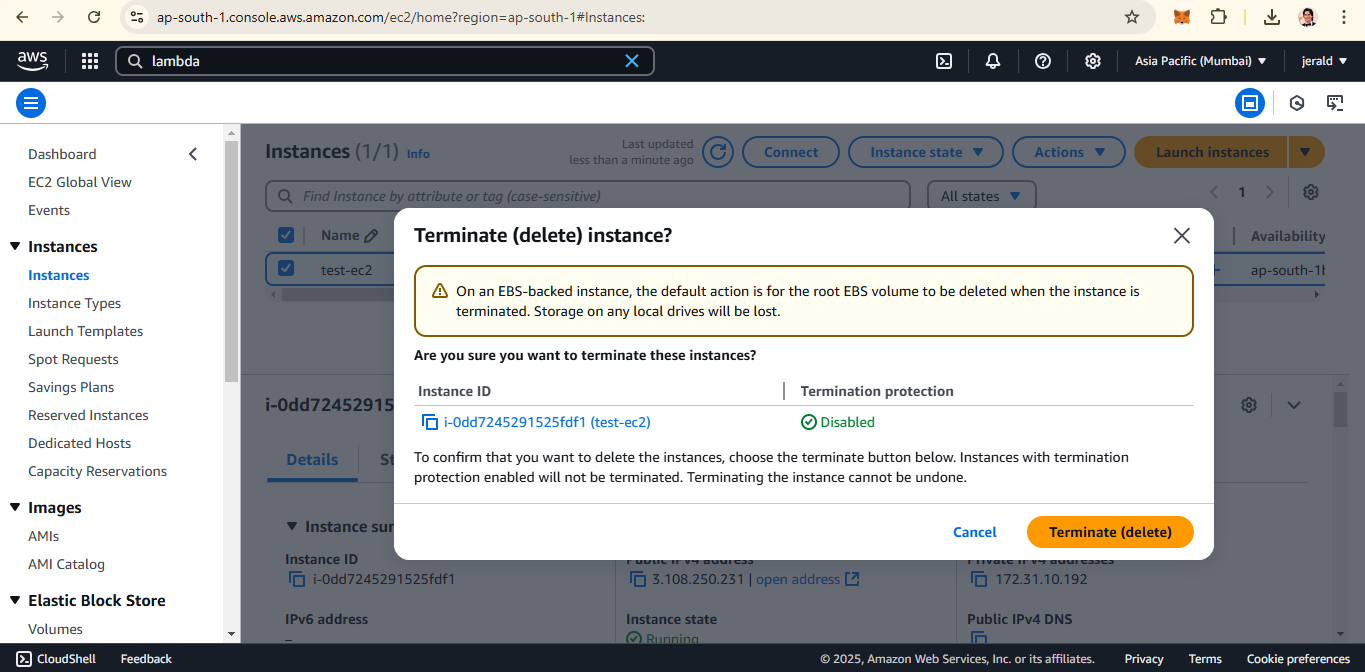 ap-south-1.console.aws.amazon.com/ec2/home?region=ap-south-1#Instances:
aws
lambda
Asia Pacific (Mumbai)
jerald
Dashboard
EC2 Global View
Events
Instances
Instances
Instance Types
Launch Templates
Spot Requests
Savings Plans
Reserved Instances
Dedicated Hosts
Capacity Reservations
Images
AMIs
AMI Catalog
Elastic Block Store
Volumes
Instances (1/1) Info
Last updated
less than a minute ago
Connect
Instance state
Actions
Launch instances
Find Instance by attribute or tag (case-sensitive)
All states
1
Name
Availability
test-ec2
ap-south-1b
Terminate (delete) instance?
On an EBS-backed instance, the default action is for the root EBS volume to be deleted when the instance is
terminated. Storage on any local drives will be lost.
Are you sure you want to terminate these instances?
Instance ID
Termination protection
i-0dd7245291525fdf1 (test-ec2)
Disabled
To confirm that you want to delete the instances, choose the terminate button below. Instances with termination
protection enabled will not be terminated. Terminating the instance cannot be undone.
Cancel
Terminate (delete)
i-0dd7245291525
Details
St
Instance sur
Instance ID
i-0dd7245291525fdf1
Public IPv4 address
3.108.250.231 | open address
Private IPv4 addresses
172.31.10.192
IPv6 address
–
Instance state
Running
Public IPv4 DNS
CloudShell
Feedback
© 2025, Amazon Web Services, Inc. or its affiliates.
Privacy
Terms
Cookie preferences